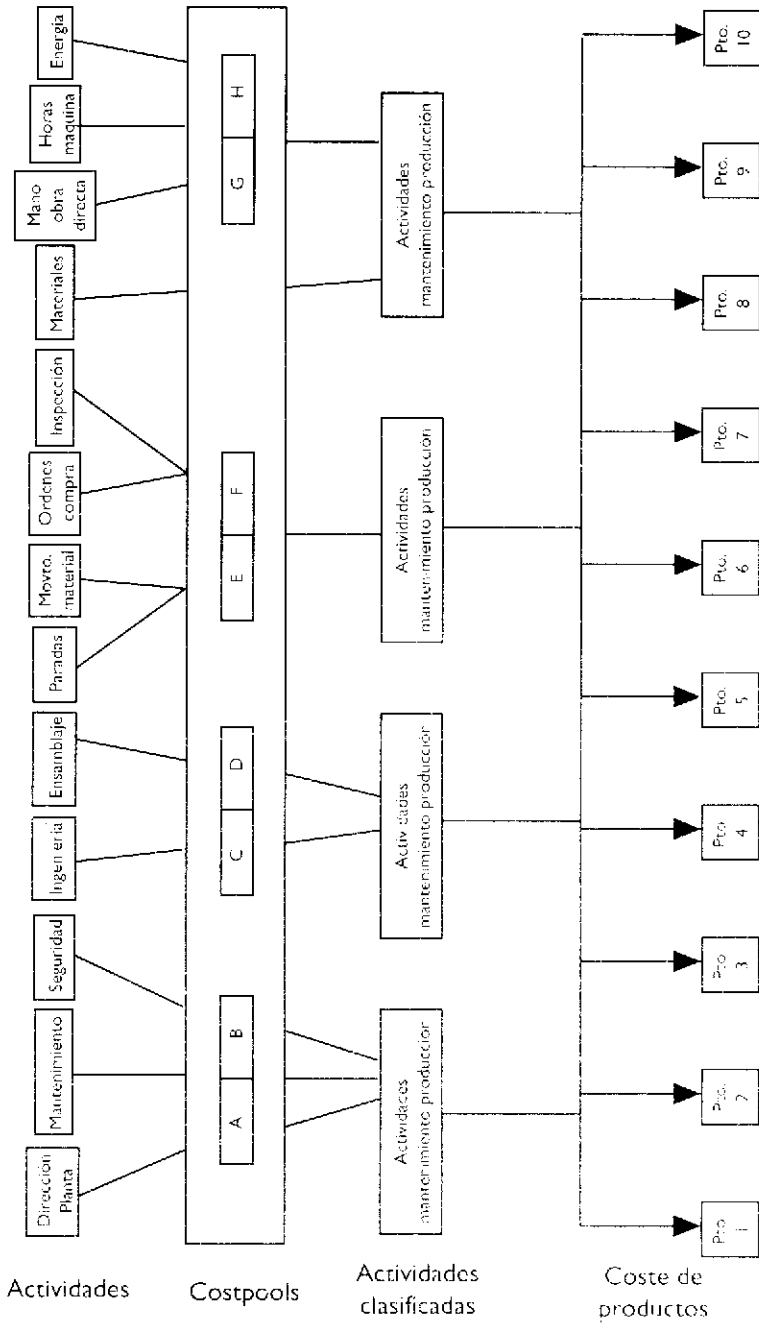 Actividades
Dirección
Planta
Mantenimiento
Seguridad
Ingeniería
Ensamblaje
Paradas
Movto.
material
Ordenes
compra
Inspección
Materiales
Mano
obra
directa
Horas
maquina
Energía
Costpools
A
B
C
D
E
F
G
H
Actividades
clasificadas
Actividades
mantenimiento producción
Actividades
mantenimiento producción
Actividades
mantenimiento producción
Actividades
mantenimiento producción
Coste de
productos
Pto
1
Pto.
2
Pto
3
Pto.
4
Pto.
5
Pto.
6
Pto.
7
Pto.
8
Pto.
9
Pto.
10